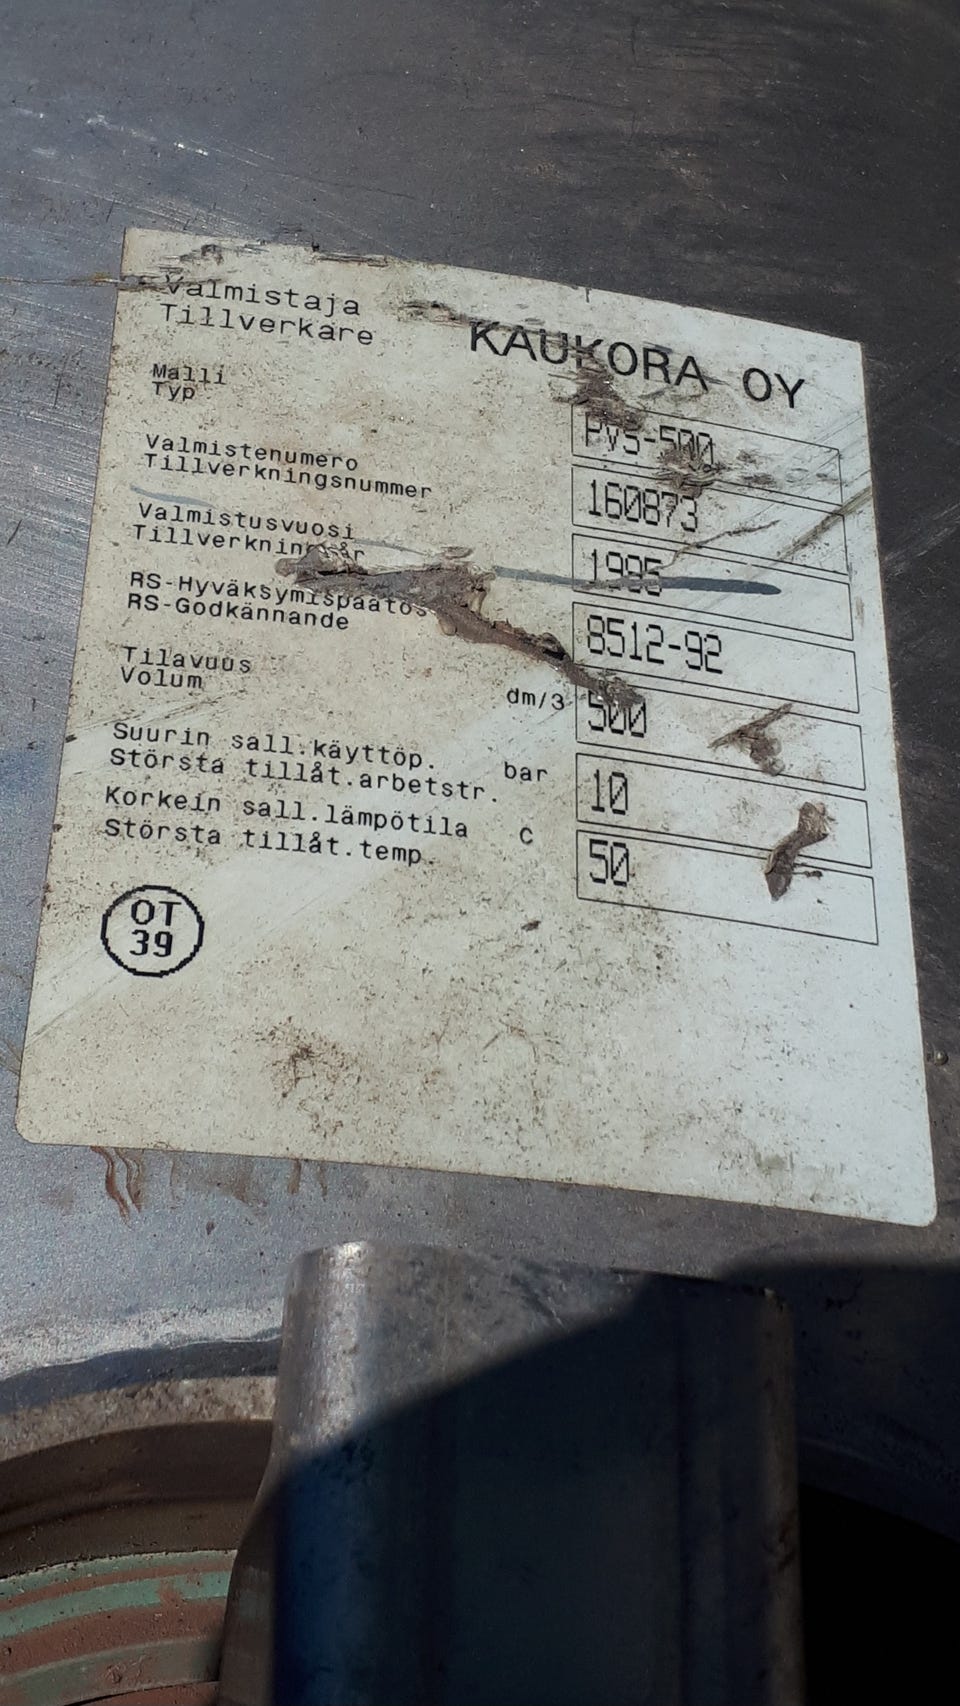 Valmistaja
Tillverkare
KAUKORA OY
Malli
Typ
PVS-500
Valmistenumero
Tillverkningsnummer
160873
Valmistusvuosi
Tillverkningsår
1995
RS-Hyväksymispäätös
RS-Godkännande
8512-92
Tilavuus
Volum
dm/3
500
Suurin sall.käyttöp.
Största tillåt.arbetstr.
bar
10
Korkein sall.lämpötila
Största tillåt.temp.
C
50
OT
39